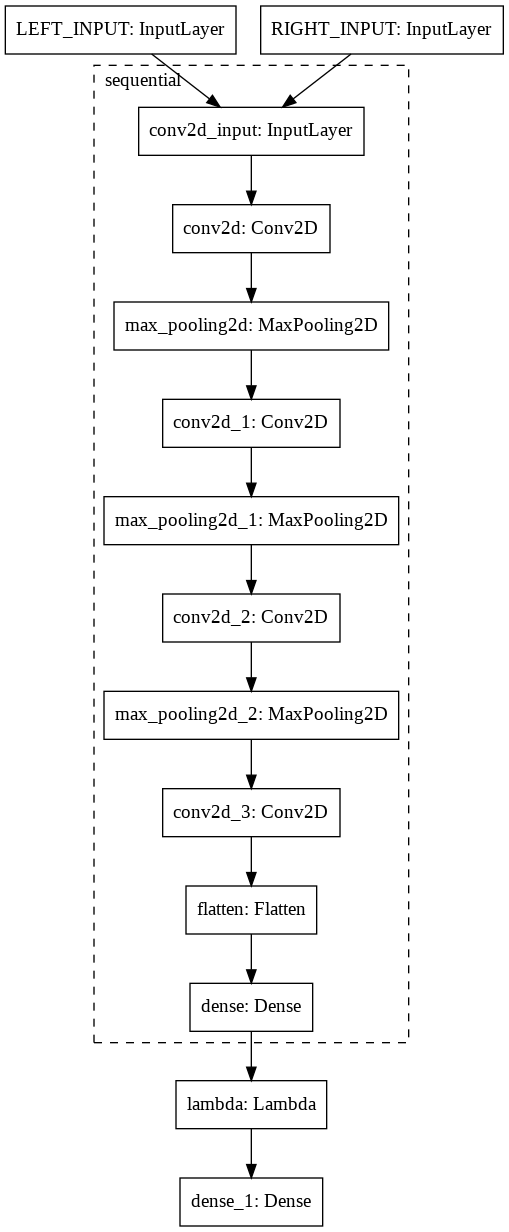 LEFT_INPUT: InputLayer
RIGHT_INPUT: InputLayer
sequential
conv2d_input: InputLayer
conv2d: Conv2D
max_pooling2d: MaxPooling2D
conv2d_1: Conv2D
max_pooling2d_1: MaxPooling2D
conv2d_2: Conv2D
max_pooling2d_2: MaxPooling2D
conv2d_3: Conv2D
flatten: Flatten
dense: Dense
lambda: Lambda
dense_1: Dense